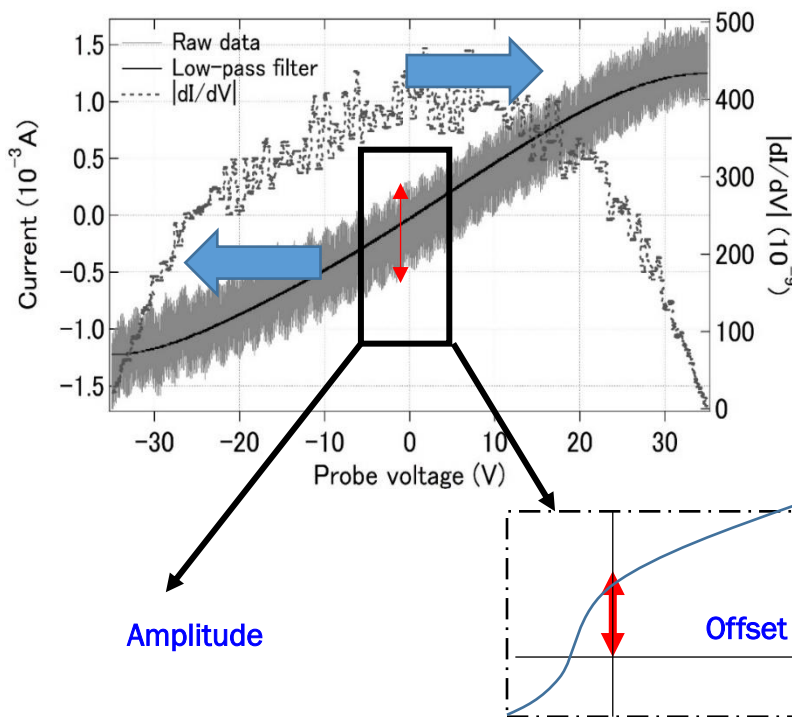 Raw data
Low-pass filter
|dI/dV|
1.5
1.0
0.5
0.0
−0.5
−1.0
−1.5
Current (10⁻³ A)
500
400
300
200
100
0
|dI/dV| (10⁻⁶)
−30
−20
−10
0
10
20
30
Probe voltage (V)
Amplitude
Offset